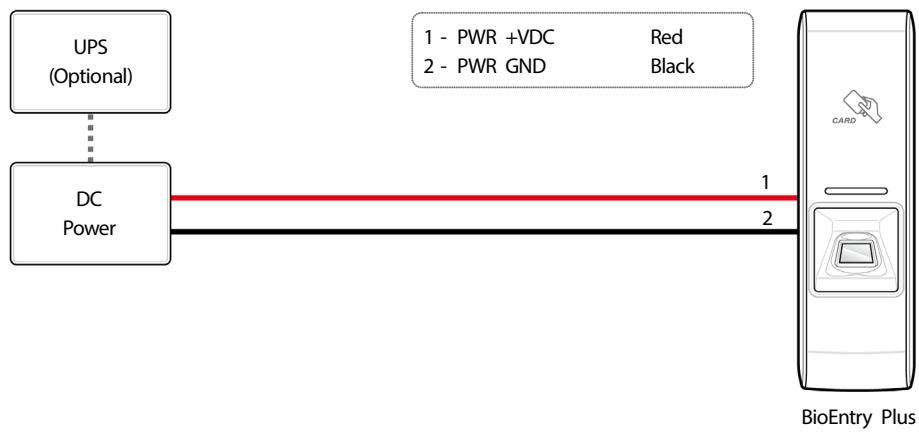 UPS
(Optional)
1 - PWR +VDC Red
2 - PWR GND Black
CARD
DC
Power
1
2
BioEntry Plus